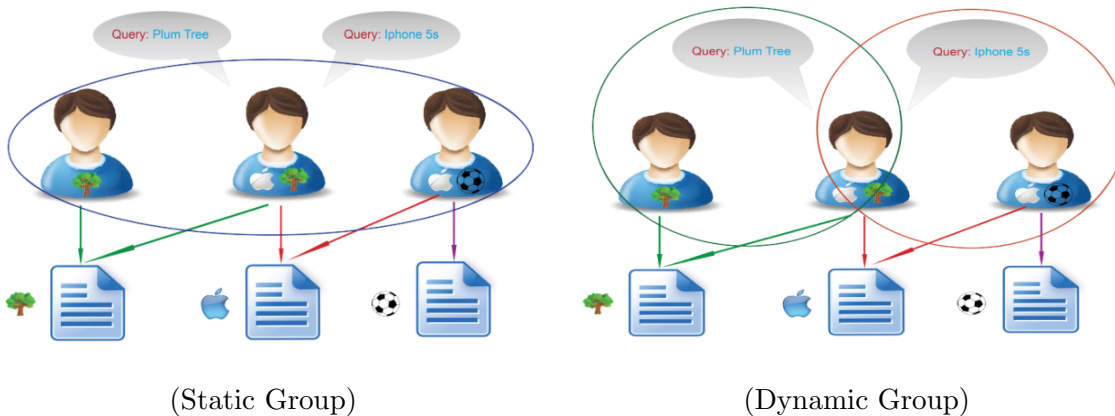 Query: Plum Tree
Query: Iphone 5s
Query: Plum Tree
Query: Iphone 5s
(Static Group)
(Dynamic Group)